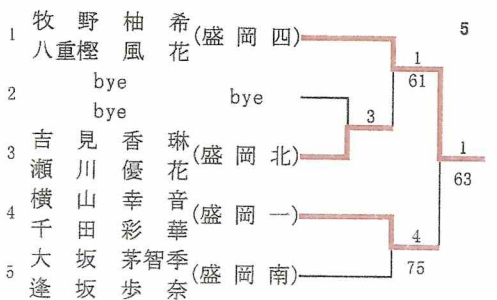 5
1 牧野柚希 (盛岡四)
八重樫風花
1
61
2 bye bye
bye
3
3 吉見香琳 (盛岡北)
瀬川優花
1
63
4 横山幸音 (盛岡一)
千田彩華
4
75
5 大坂茅智季 (盛岡南)
逢坂歩奈